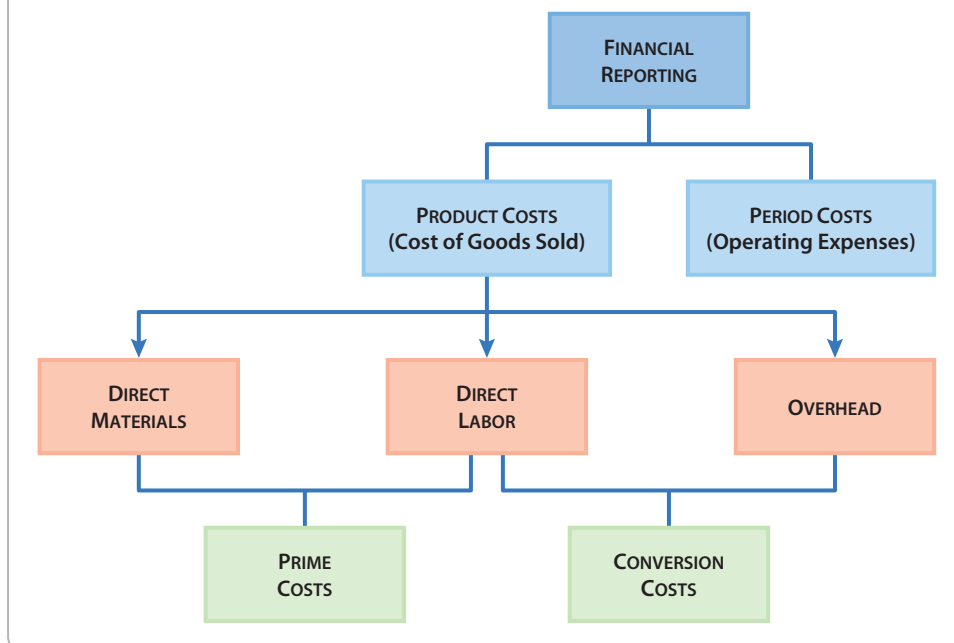 FINANCIAL
REPORTING
PRODUCT COSTS
(Cost of Goods Sold)
PERIOD COSTS
(Operating Expenses)
DIRECT
MATERIALS
DIRECT
LABOR
OVERHEAD
PRIME
COSTS
CONVERSION
COSTS